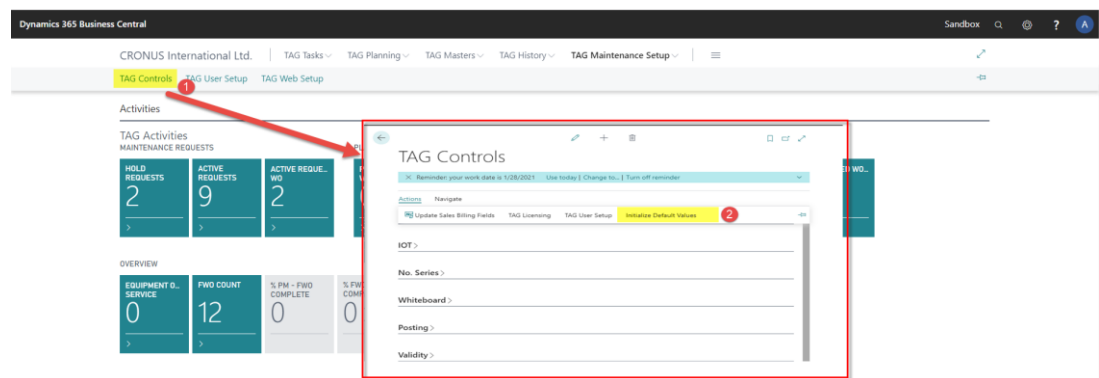 Dynamics 365 Business Central
Sandbox
?
A
CRONUS International Ltd.
TAG Tasks
TAG Planning
TAG Masters
TAG History
TAG Maintenance Setup
TAG Controls
TAG User Setup
TAG Web Setup
1
Activities
TAG Activities
MAINTENANCE REQUESTS
HOLD
REQUESTS
2
ACTIVE
REQUESTS
9
ACTIVE REQUE..
WO
2
OVERVIEW
EQUIPMENT O..
SERVICE
0
FWO COUNT
12
% PM - FWO
COMPLETE
0
% FW
COM
0
WO...
TAG Controls
Reminder: your work date is 1/28/2021
Use today | Change to... | Turn off reminder
Actions
Navigate
Update Sales Billing Fields
TAG Licensing
TAG User Setup
Initialize Default Values
2
IOT
No. Series
Whiteboard
Posting
Validity